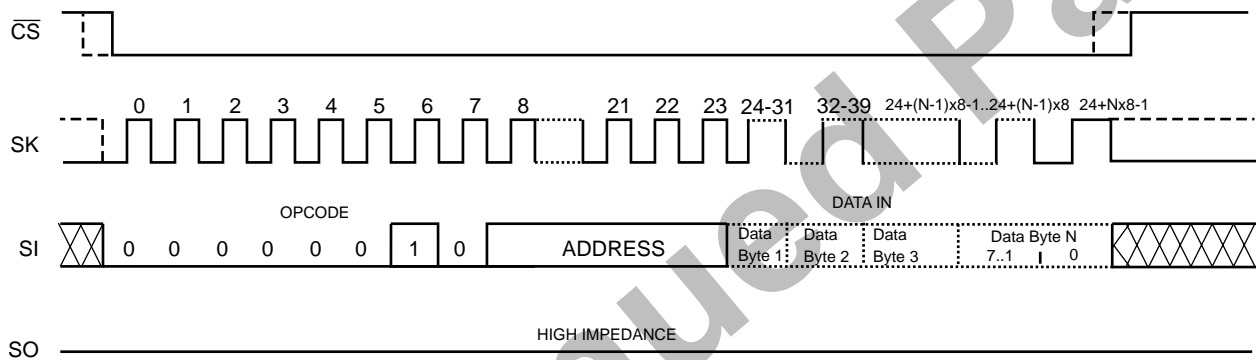 CS
0 1 2 3 4 5 6 7 8 21 22 23 24-31 32-39 24+(N-1)x8-1..24+(N-1)x8 24+Nx8-1
SK
OPCODE DATA IN
SI 0 0 0 0 0 0 1 0 ADDRESS Data Byte 1 Data Byte 2 Data Byte 3 Data Byte N 7..1 0
HIGH IMPEDANCE
SO